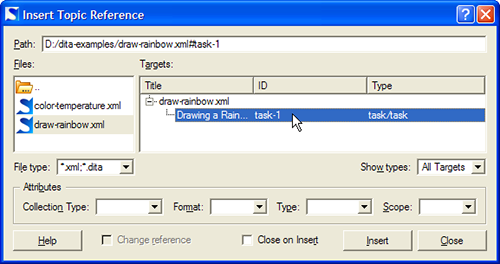 Insert Topic Reference
Path: D:/dita-examples/draw-rainbow.xml#task-1
Files: Targets:
..
color-temperature.xml
draw-rainbow.xml
Title ID Type
draw-rainbow.xml
Drawing a Rain... task-1 task/task
File type: *.xml;*.dita Show types: All Targets
Attributes
Collection Type: Format: Type: Scope:
Help Change reference Close on Insert Insert Close